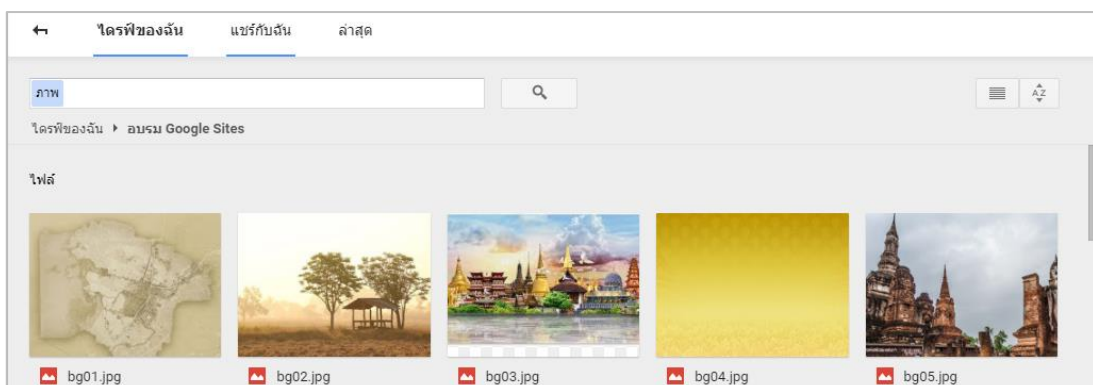 ไดรฟ์ของฉัน แชร์กับฉัน ล่าสุด
ภาพ
ไดรฟ์ของฉัน อบรม Google Sites
AZ
ไฟล์
bg01.jpg bg02.jpg bg03.jpg bg04.jpg bg05.jpg